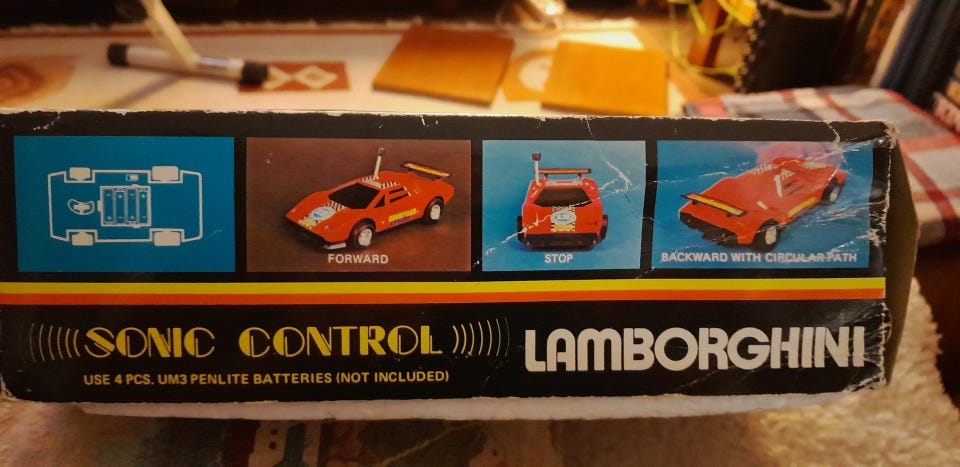 FORWARD
STOP
BACKWARD WITH CIRCULAR PATH
SONIC CONTROL
USE 4 PCS. UM3 PENLITE BATTERIES (NOT INCLUDED)
LAMBORGHINI